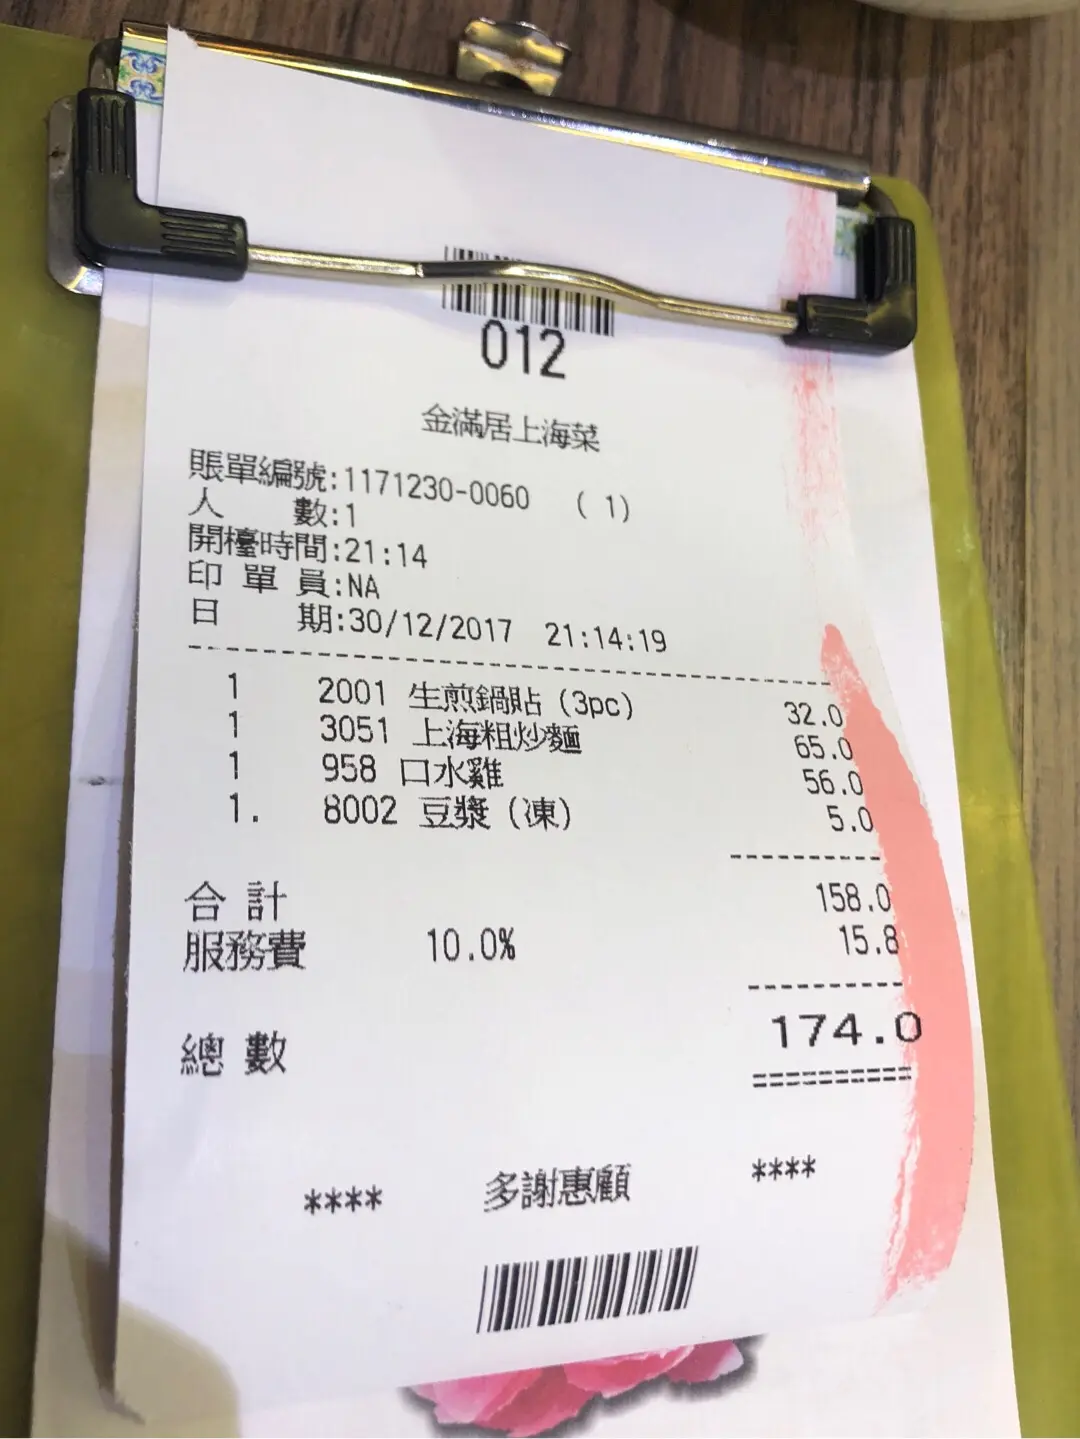 012
金滿居上海菜
賬單編號:1171230-0060 (1)
人 數:1
開檯時間:21:14
印 單 員:NA
日 期:30/12/2017 21:14:19
1 2001 生煎鍋貼 (3pc) 32.0
1 3051 上海粗炒麵 65.0
1 958 口水雞 56.0
1. 8002 豆漿 (凍) 5.0
合 計 158.0
服務費 10.0% 15.8
總 數 174.0
**** 多謝惠顧 ****